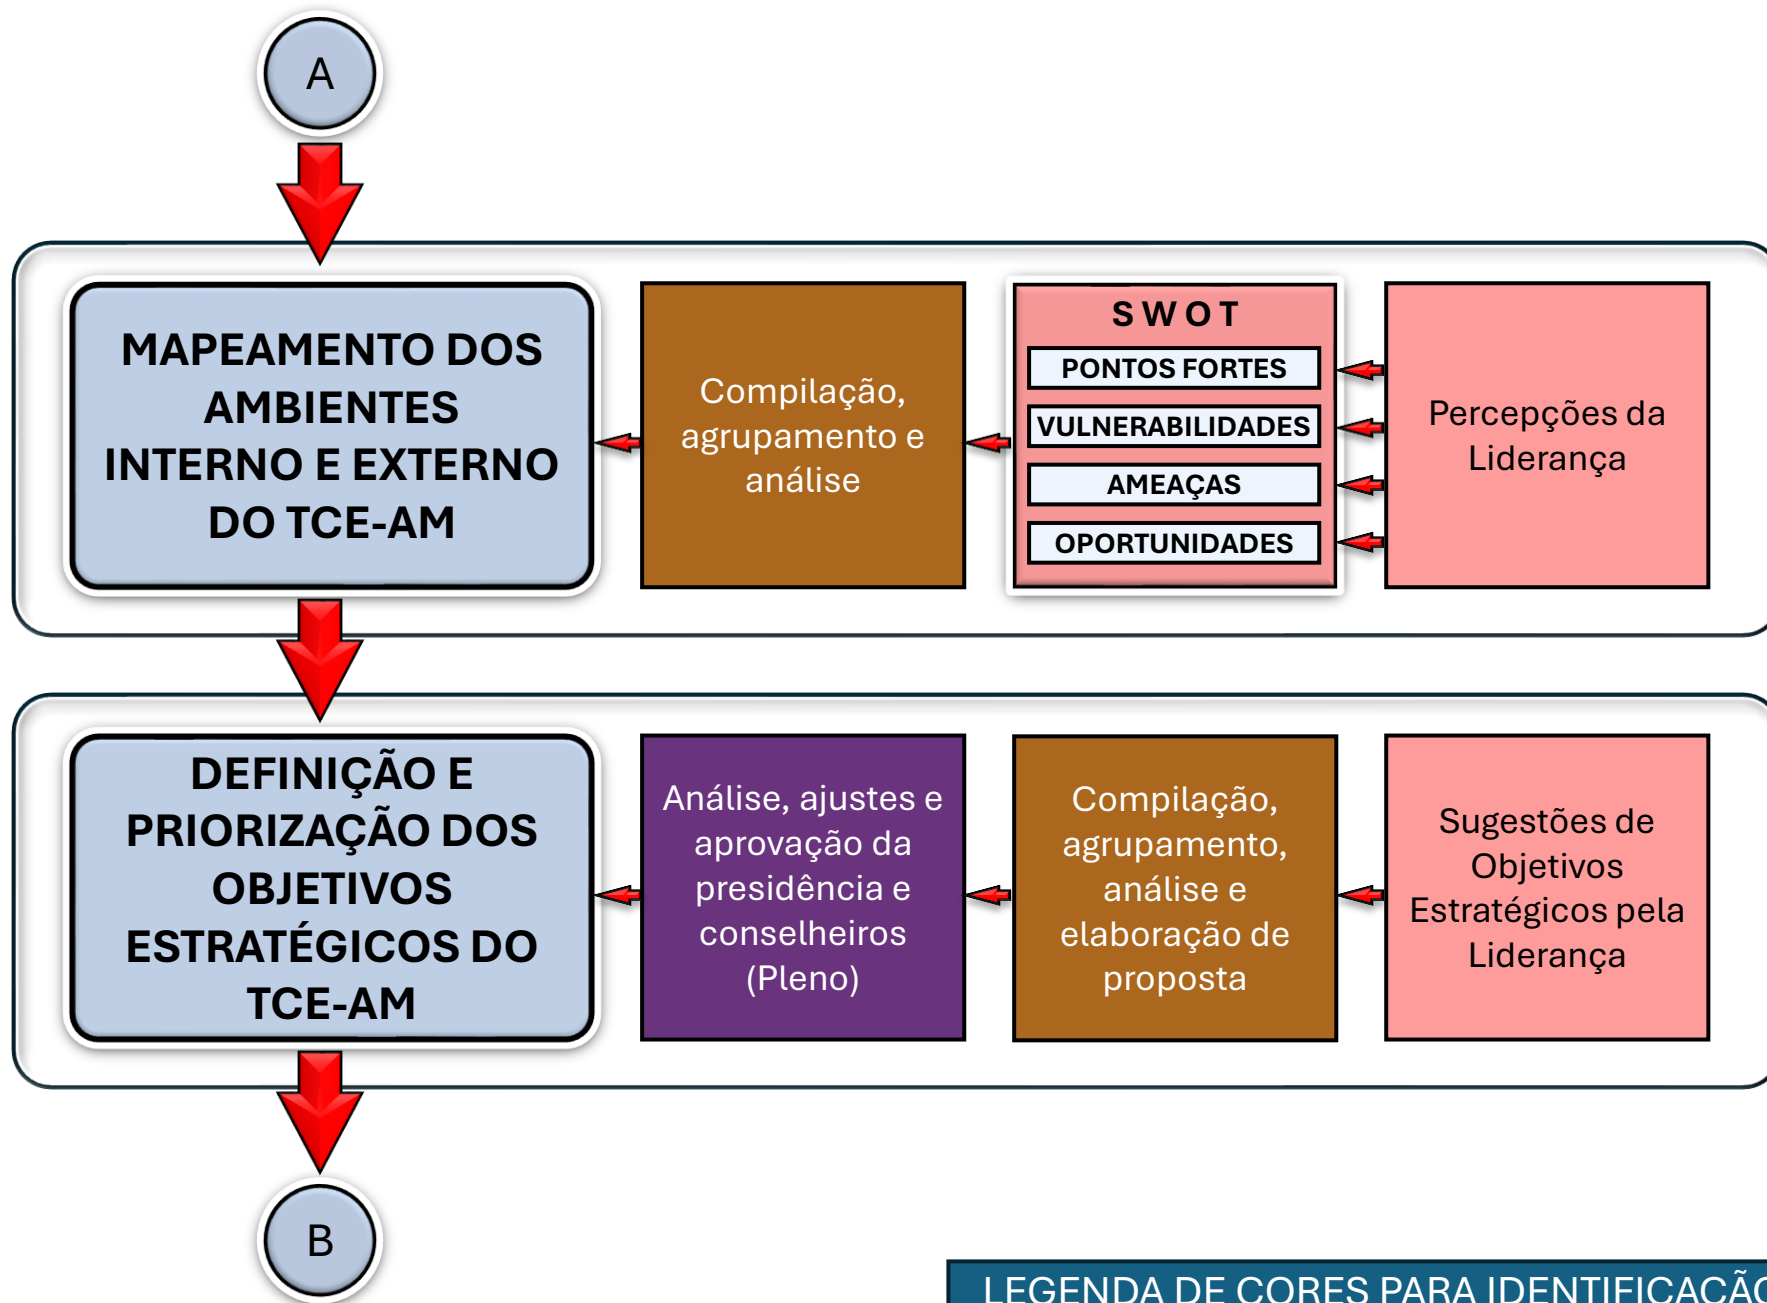 A
MAPEAMENTO DOS
AMBIENTES
INTERNO E EXTERNO
DO TCE-AM
Compilação,
agrupamento e
análise
S W O T
PONTOS FORTES
VULNERABILIDADES
AMEAÇAS
OPORTUNIDADES
Percepções da
Liderança
DEFINIÇÃO E
PRIORIZAÇÃO DOS
OBJETIVOS
ESTRATÉGICOS DO
TCE-AM
Análise, ajustes e
aprovação da
presidência e
conselheiros
(Pleno)
Compilação,
agrupamento,
análise e
elaboração de
proposta
Sugestões de
Objetivos
Estratégicos pela
Liderança
B
LEGENDA DE CORES PARA IDENTIFICAÇÃO